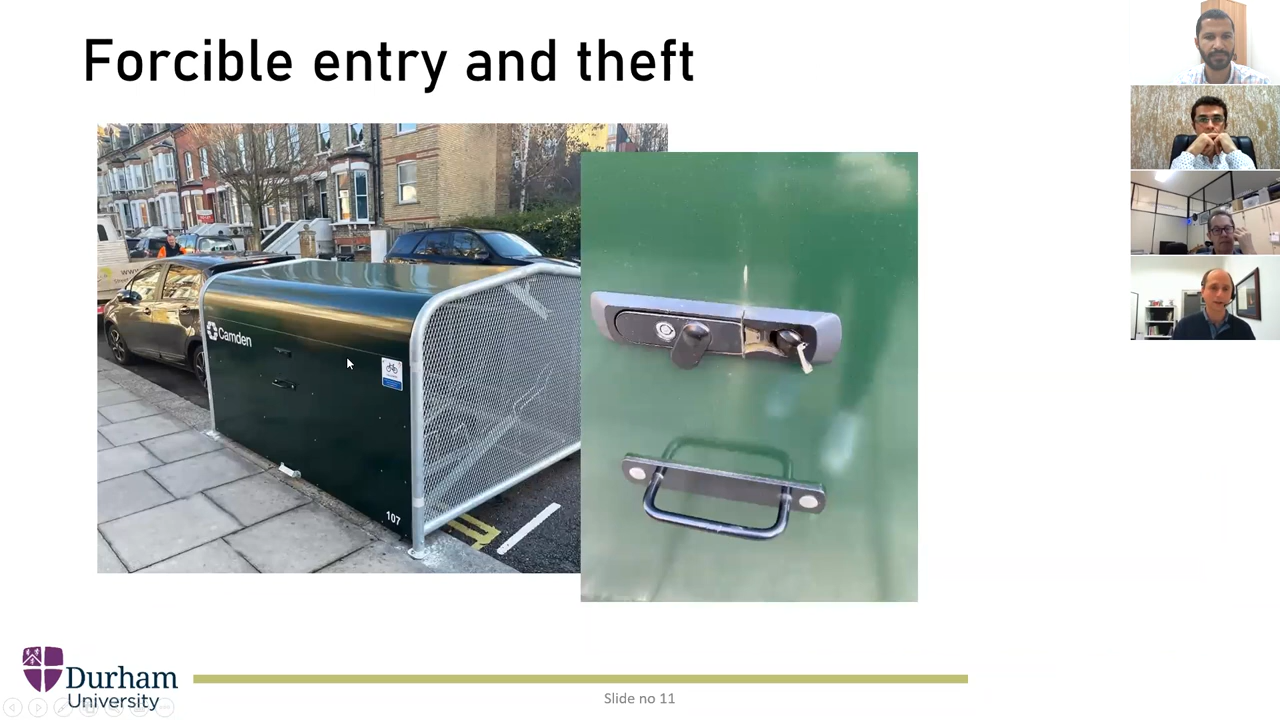 Forcible entry and theft
Camden
107
Durham
University
Slide no 11